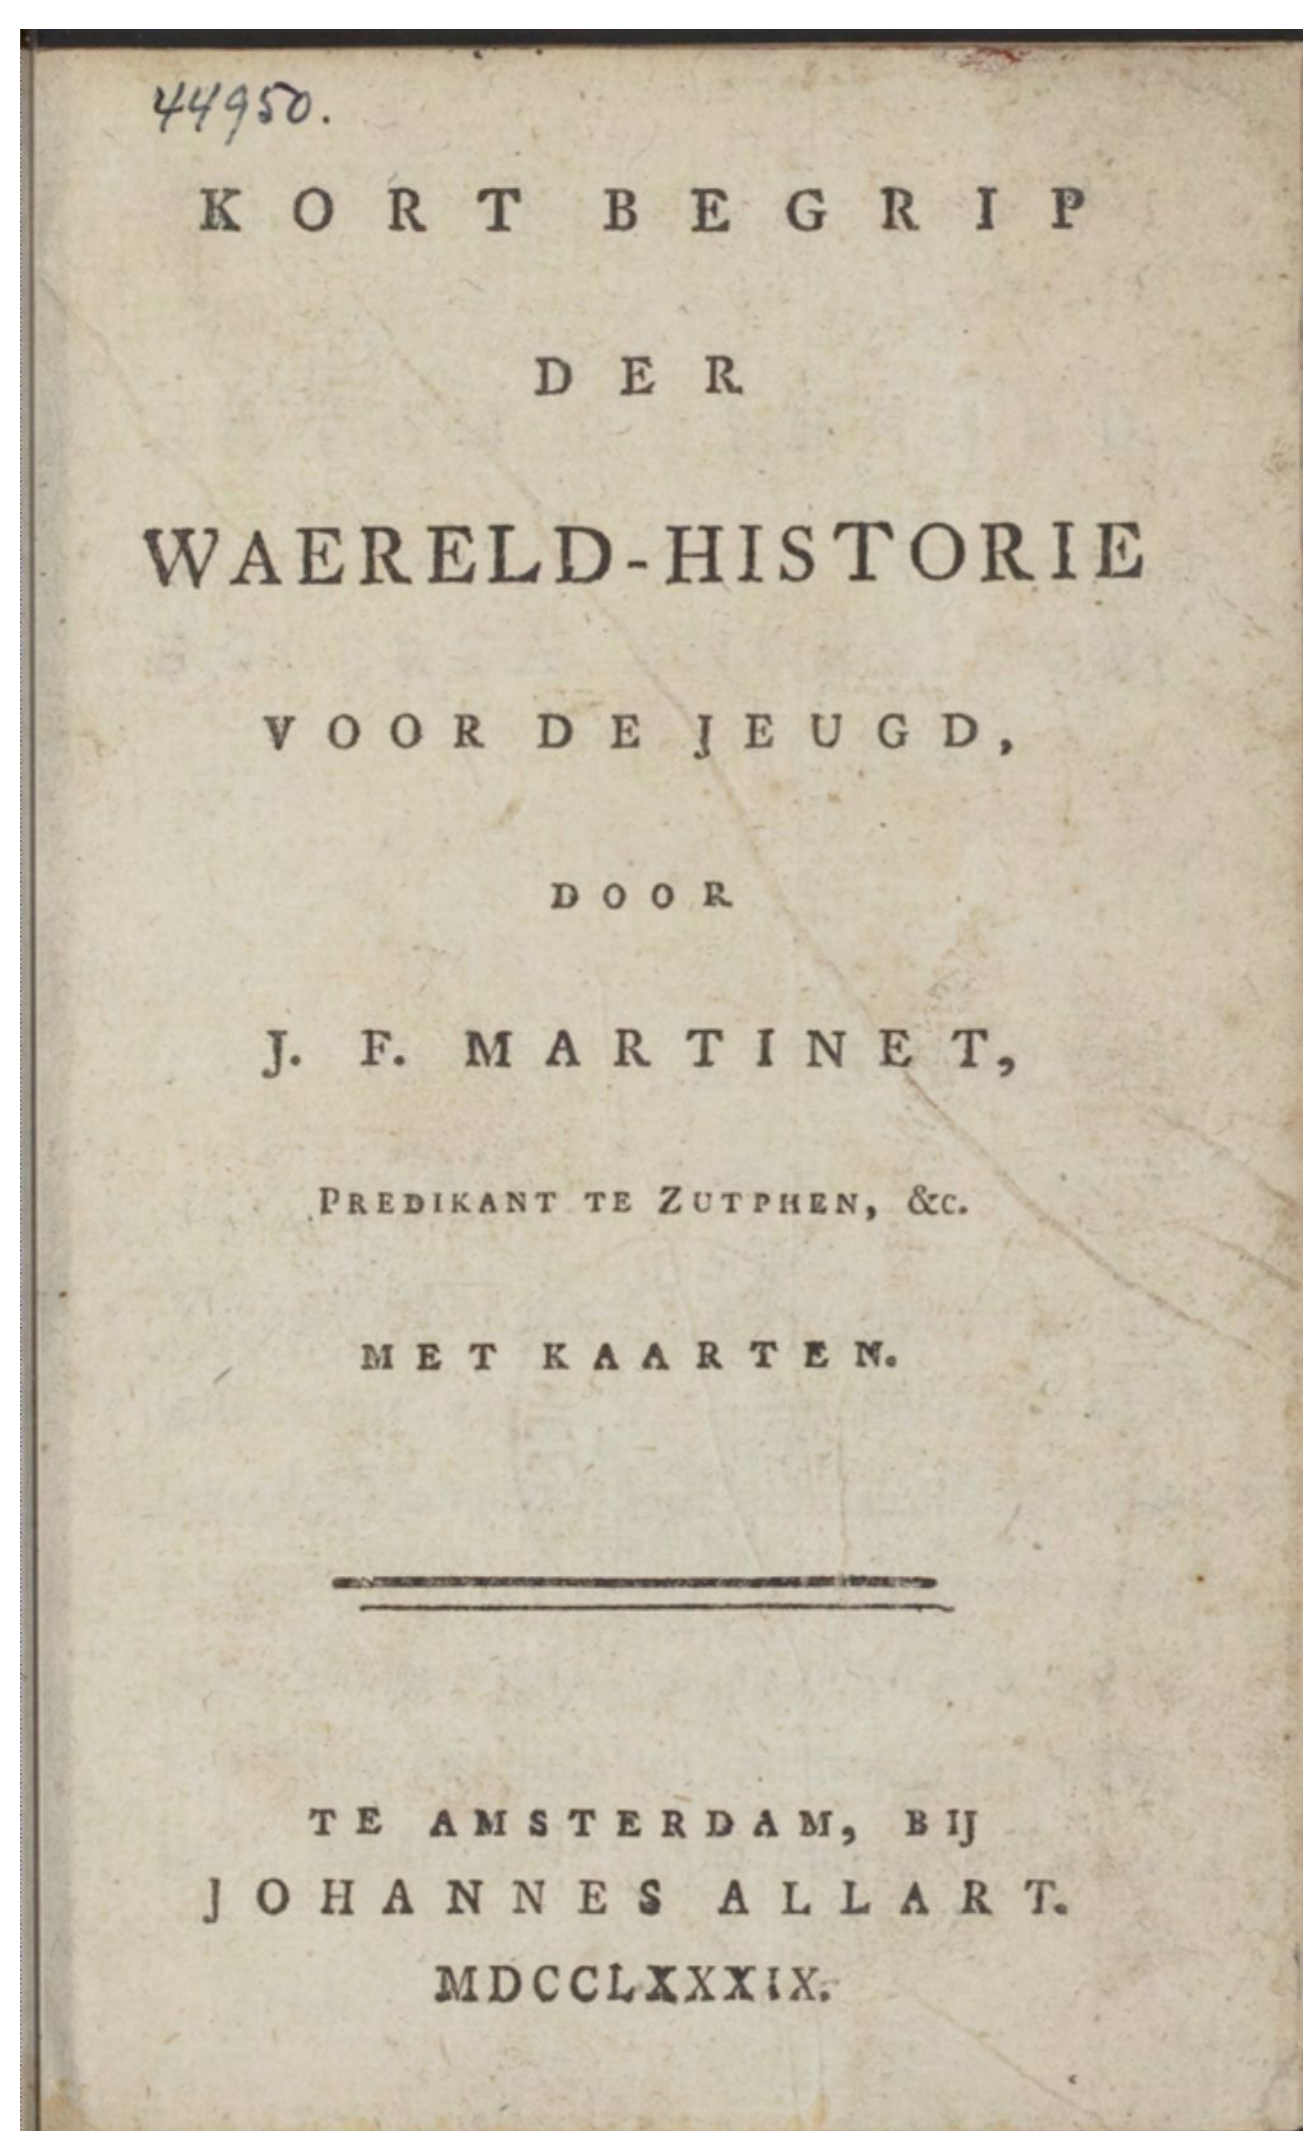 44950.
KORT BEGRIP
DER
WAERELD-HISTORIE
VOOR DE JEUGD,
DOOR
J. F. MARTINET,
PREDIKANT TE ZUTPHEN, &c.
MET KAARTEN.
TE AMSTERDAM, BIJ
JOHANNES ALLART.
MDCCLXXXIX.